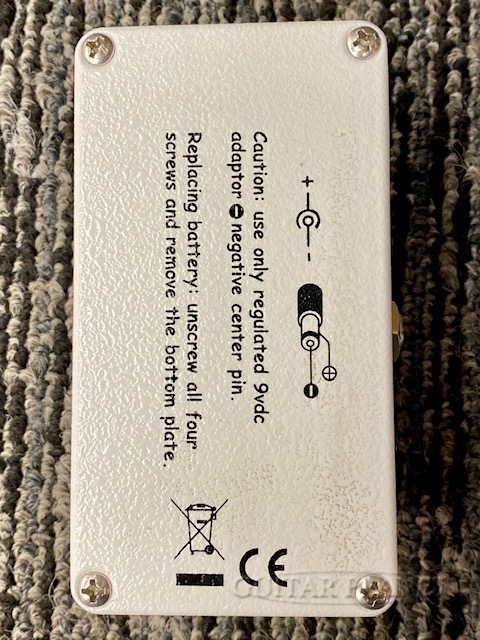 + -
Caution: use only regulated 9vdc
adaptor ⊖ negative center pin.
Replacing battery: unscrew all four
screws and remove the bottom plate.
CE
GUITAR PLANET